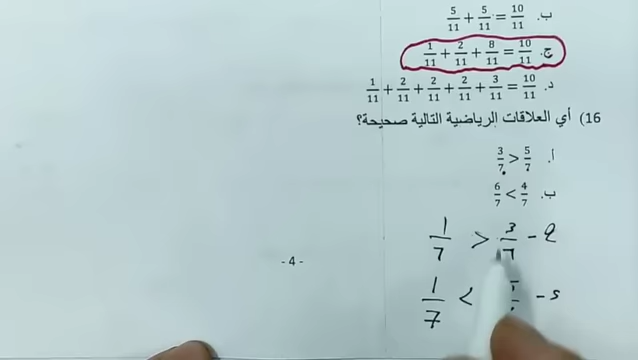 ب. 5/11 + 5/11 = 10/11
ج. 1/11 + 2/11 + 8/11 = 10/11
د. 1/11 + 2/11 + 2/11 + 2/11 + 3/11 = 10/11
16) أي العلاقات الرياضية التالية صحيحة؟
أ. 3/7 > 5/7
ب. 6/7 < 4/7
ج - 1/7 > 3/7
د - 1/7 <
- 4 -